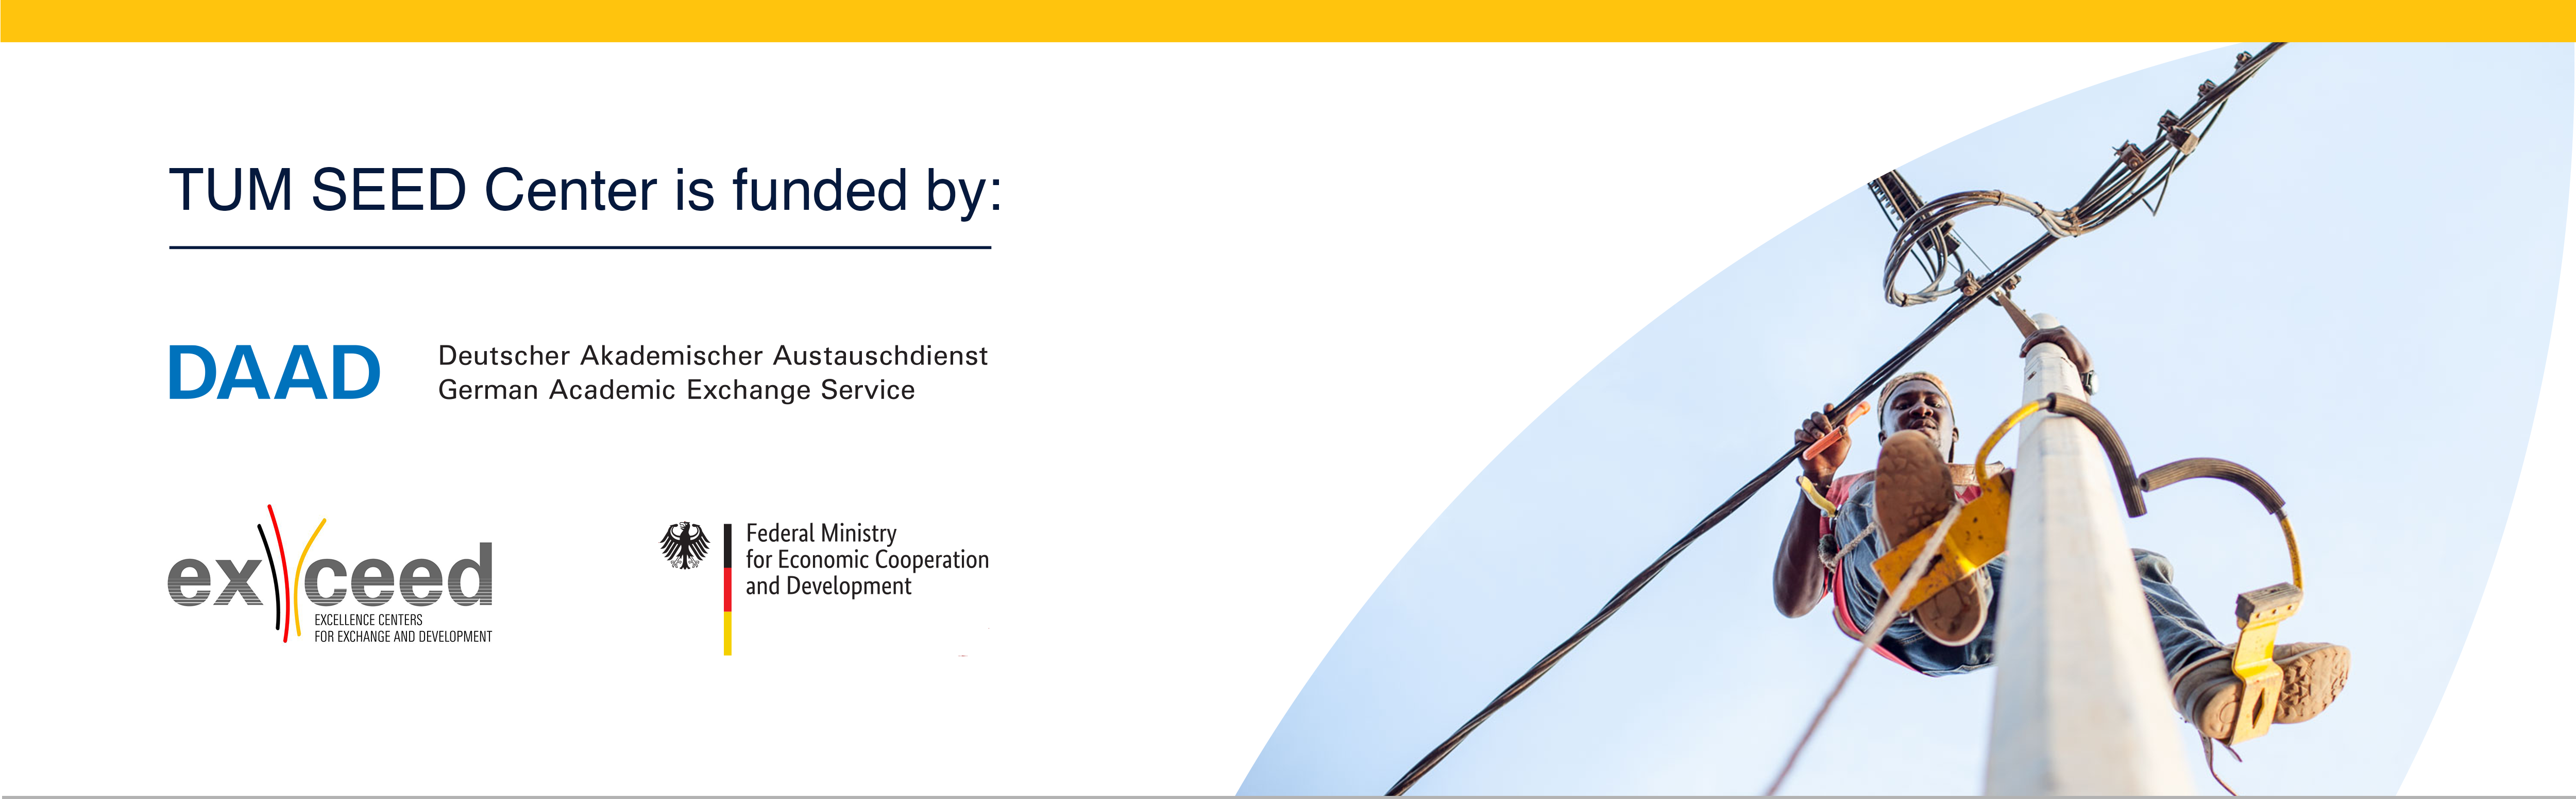 TUM SEED Center is funded by:
DAAD
Deutscher Akademischer Austauschdienst
German Academic Exchange Service
exceed
EXCELLENCE CENTERS
FOR EXCHANGE AND DEVELOPMENT
Federal Ministry
for Economic Cooperation
and Development